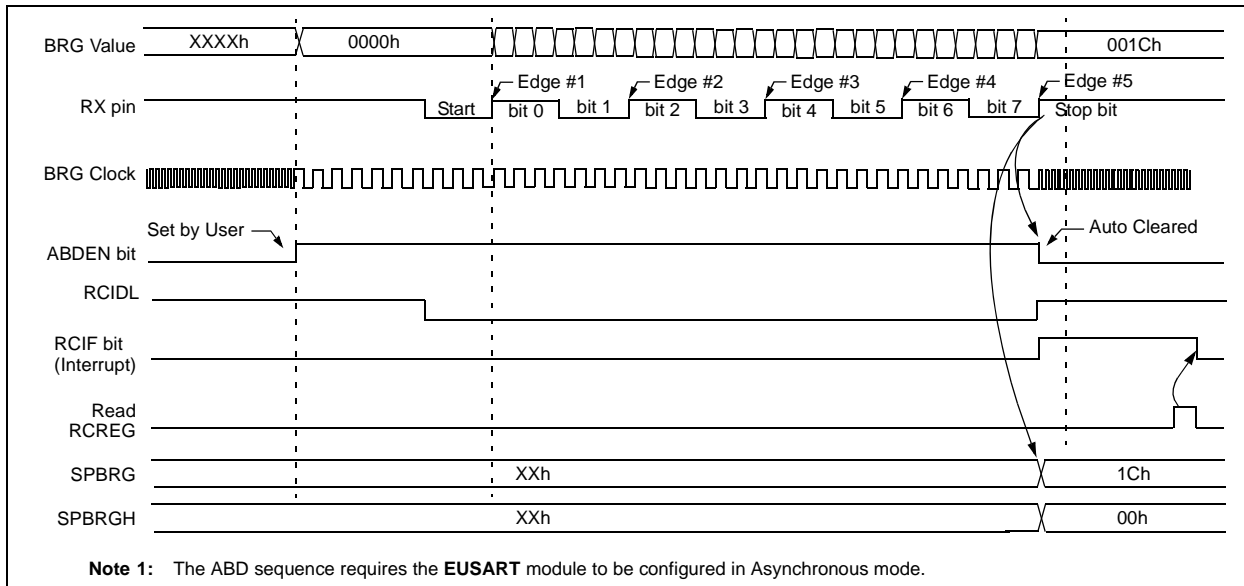 BRG Value XXXXh 0000h 001Ch
Edge #1 Edge #2 Edge #3 Edge #4 Edge #5
RX pin Start bit 0 bit 1 bit 2 bit 3 bit 4 bit 5 bit 6 bit 7 Stop bit
BRG Clock
Set by User Auto Cleared
ABDEN bit
RCIDL
RCIF bit
(Interrupt)
Read
RCREG
SPBRG XXh 1Ch
SPBRGH XXh 00h
Note 1: The ABD sequence requires the EUSART module to be configured in Asynchronous mode.